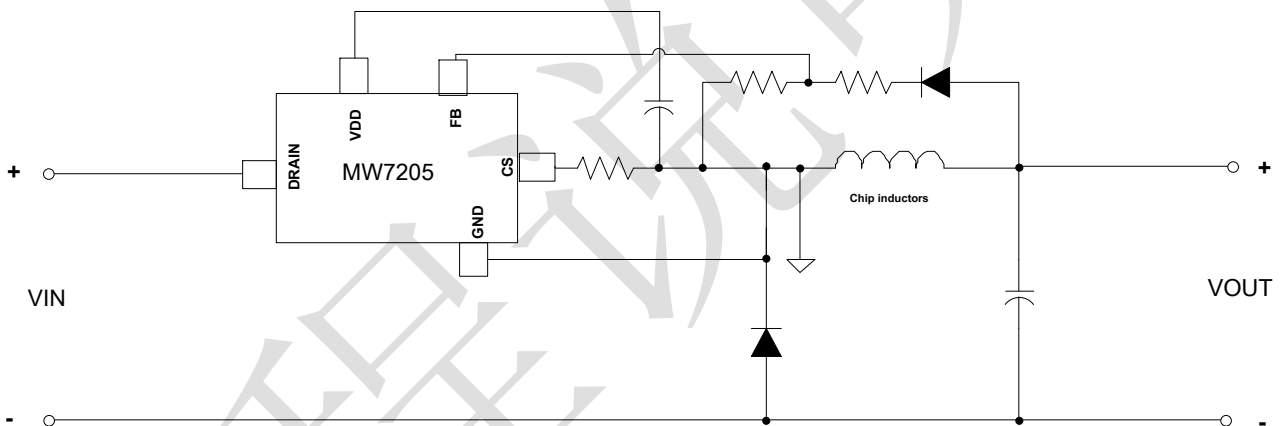 VDD
FB
DRAIN
MW7205
CS
+
+
Chip inductors
GND
VIN
VOUT
-
-